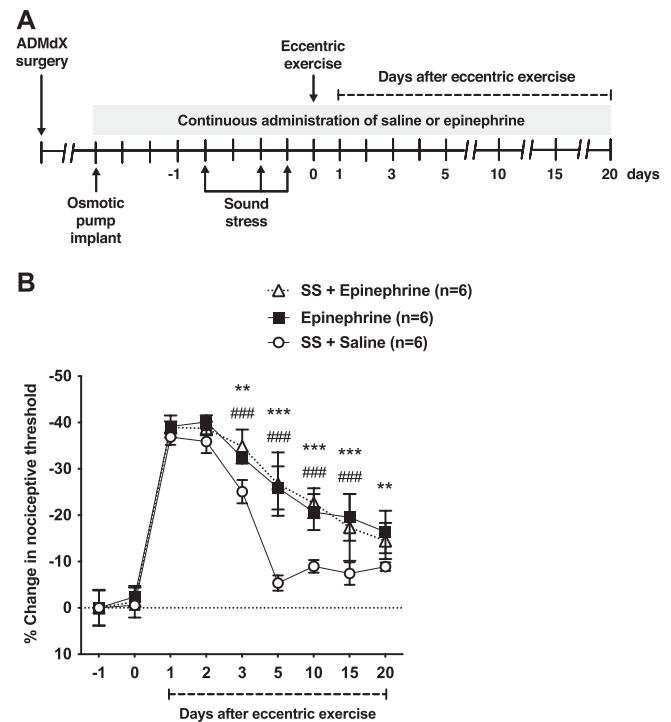 A
ADMdX
surgery
Eccentric
exercise
Days after eccentric exercise
Continuous administration of saline or epinephrine
-1 0 1 3 5 10 15 20 days
Osmotic
pump
implant
Sound
stress
B
SS + Epinephrine (n=6)
Epinephrine (n=6)
SS + Saline (n=6)
% Change in nociceptive threshold
-50
-40
-30
-20
-10
0
10
**
###
***
###
***
###
***
###
**
-1 0 1 2 3 5 10 15 20
Days after eccentric exercise